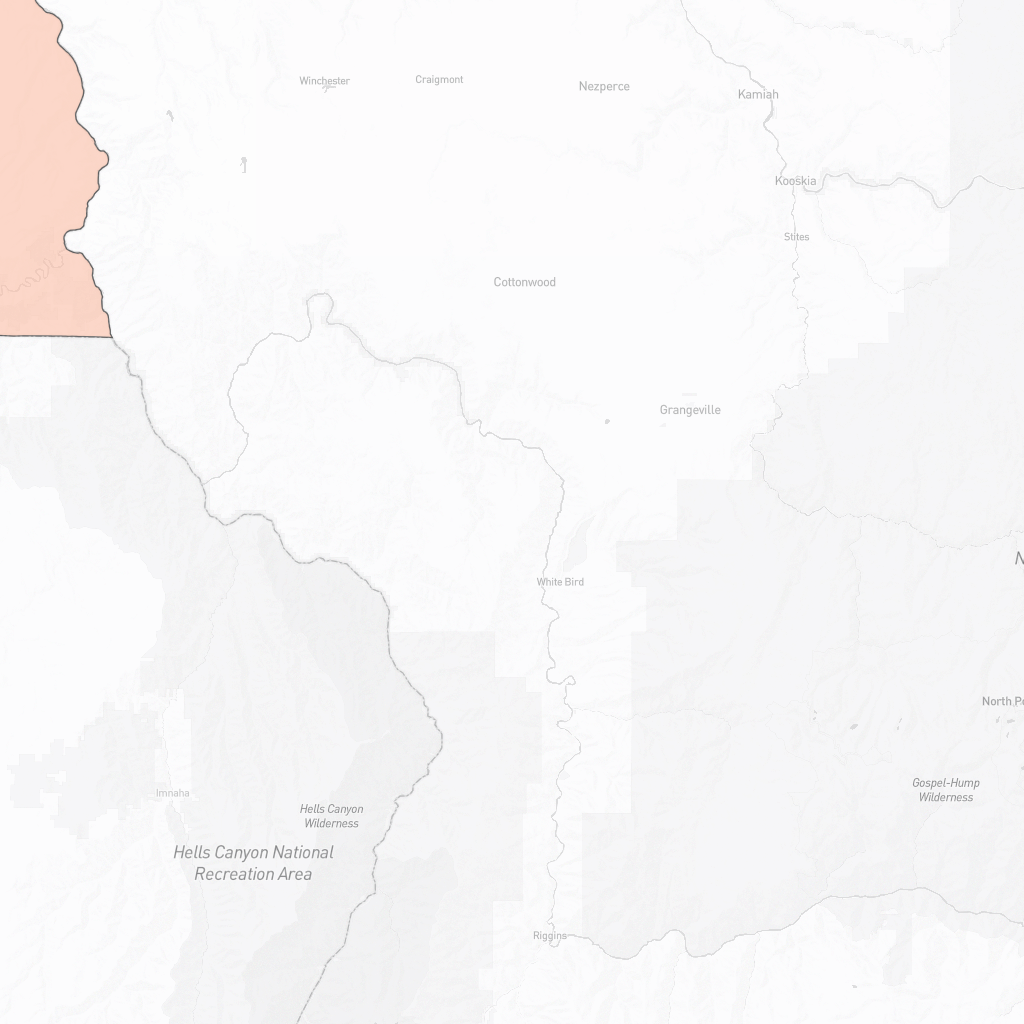 Winchester
Craigmont
Nezperce
Kamiah
Kooskia
Stites
Cottonwood
Grangeville
White Bird
Imnaha
Hells Canyon
Wilderness
Hells Canyon National
Recreation Area
Gospel-Hump
Wilderness
Riggins
N
North Po